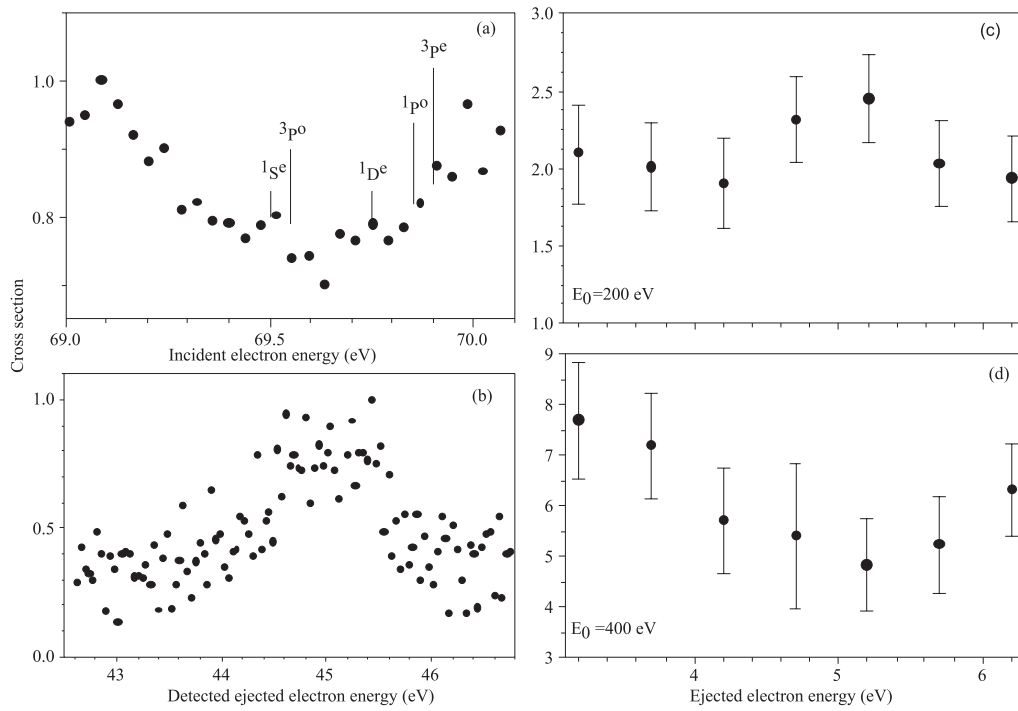 Cross section
(a)
1.0
0.8
¹Sᵉ
³Pᵒ
¹Dᵉ
¹Pᵒ
³Pᵉ
69.0 69.5 70.0
Incident electron energy (eV)
(b)
1.0
0.5
0.0
43 44 45 46
Detected ejected electron energy (eV)
(c)
3.0
2.5
2.0
1.5
1.0
E₀=200 eV
(d)
9
8
7
6
5
4
3
E₀ =400 eV
4 5 6
Ejected electron energy (eV)